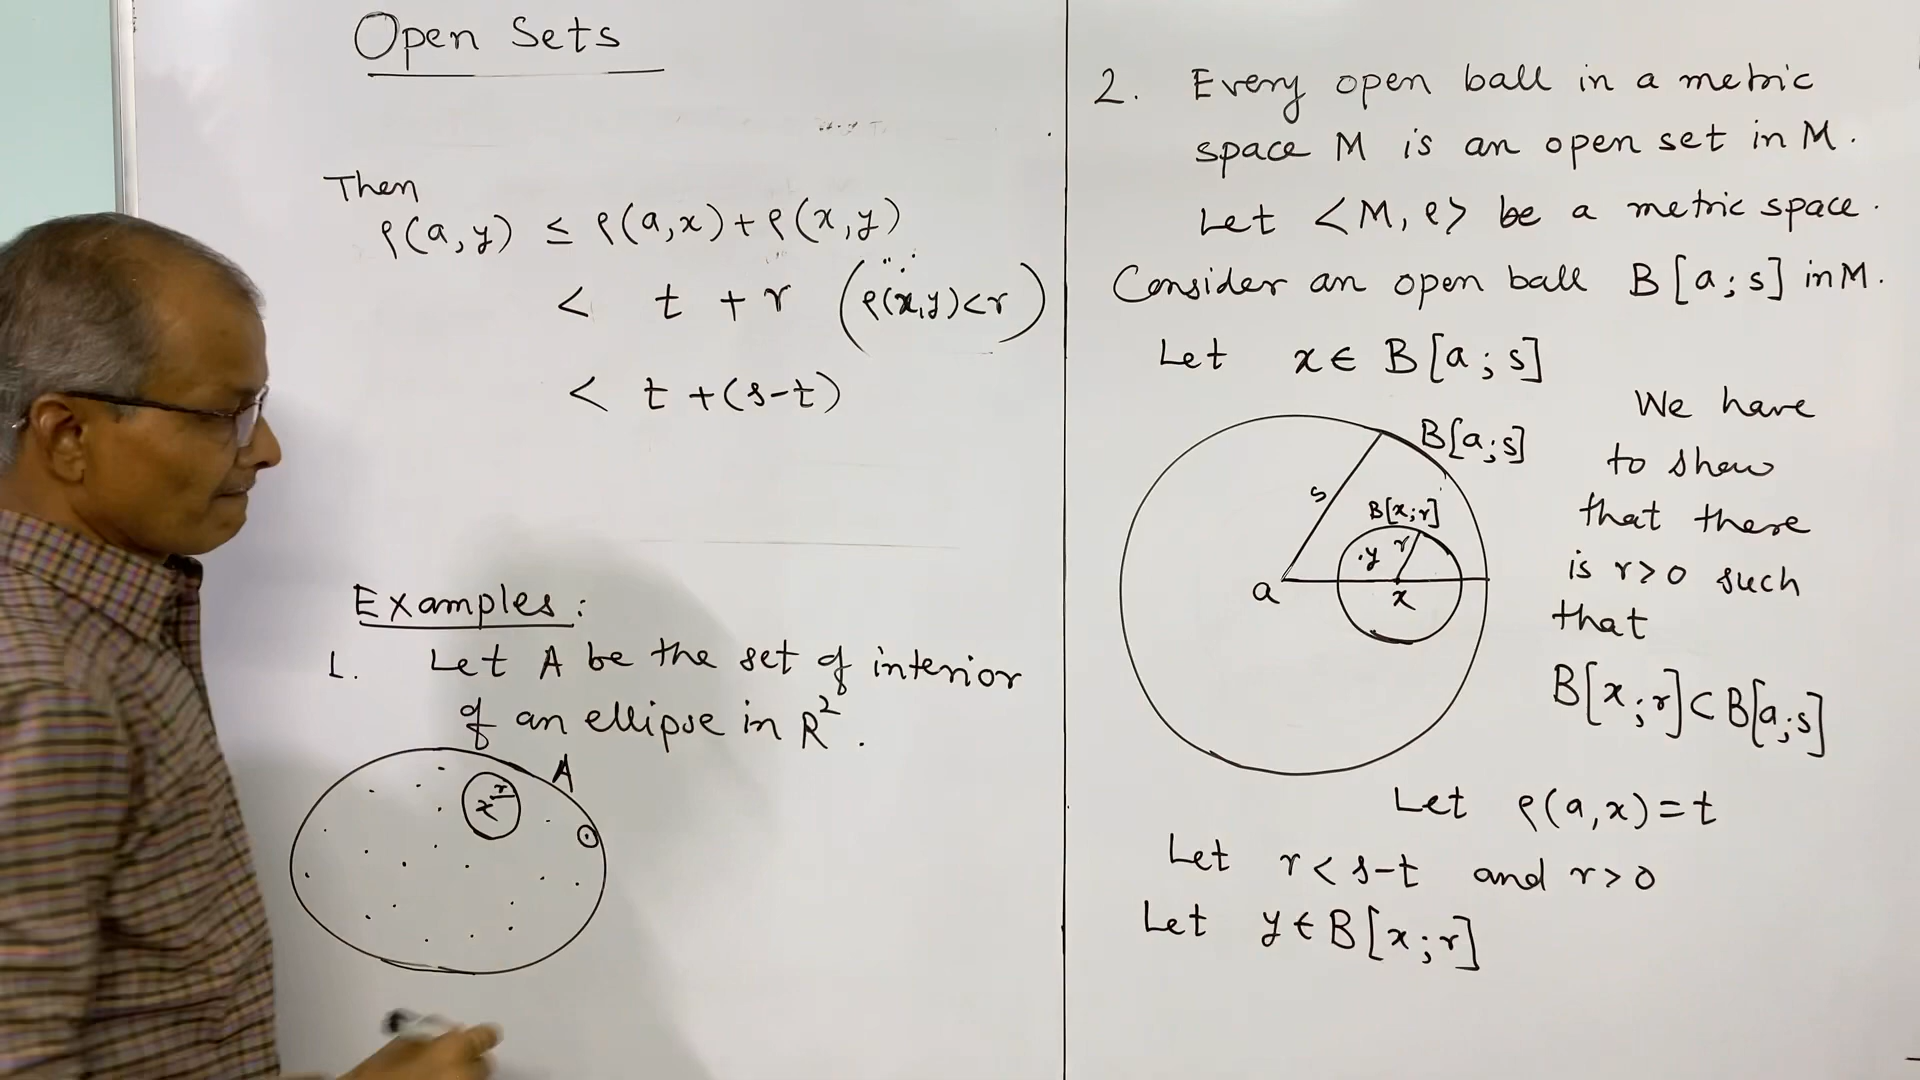 Open Sets
Then
ρ(a,y) ≤ ρ(a,x)+ρ(x,y)
< t + r (∵ ρ(x,y)<r)
< t +(s-t)
Examples:
1. Let A be the set of interior
of an ellipse in R².
A
x r
2. Every open ball in a metric
space M is an open set in M.
Let <M, ρ> be a metric space.
Consider an open ball B[a;s] in M.
Let x ∈ B[a;s]
B[a;s]
s
B[x;r]
.y r
a
x
We have
to show
that there
is r>0 such
that
B[x;r]⊂B[a;s]
Let ρ(a,x)=t
Let r< s-t and r>0
Let y ∈ B[x;r]